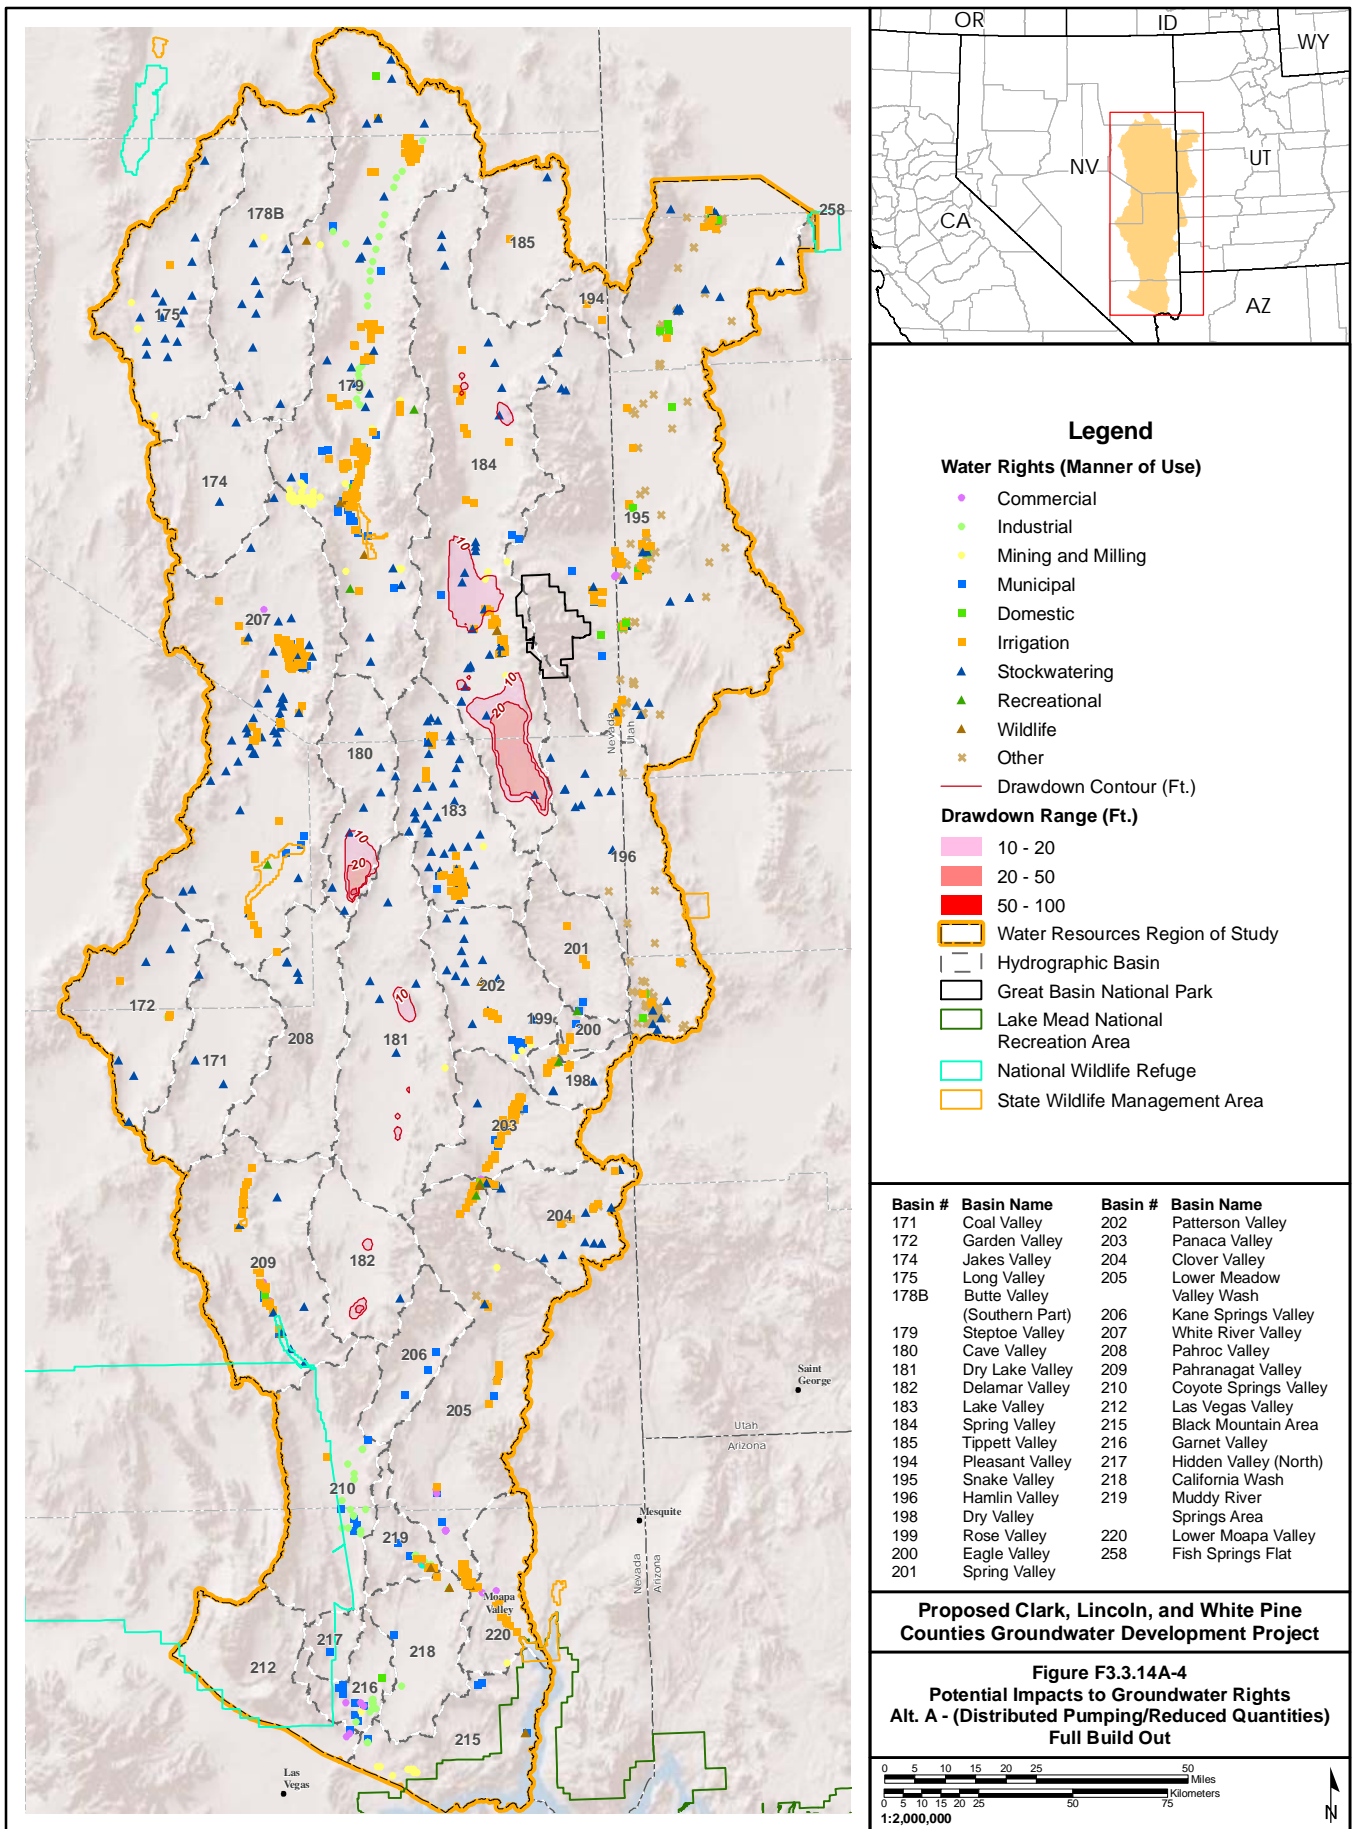 OR
ID
WY
NV
UT
CA
AZ
258
178B
185
194
175
179
184
174
195
10
207
10
20
180
183
Nevada
Utah
10
20
196
201
202
172
10
199
200
208
181
171
198
203
204
209
182
206
Saint
George
205
Utah
Arizona
210
Mesquite
219
Nevada
Arizona
Moapa
Valley
220
217
218
212
216
215
Las
Vegas
Legend
Water Rights (Manner of Use)
Commercial
Industrial
Mining and Milling
Municipal
Domestic
Irrigation
Stockwatering
Recreational
Wildlife
Other
Drawdown Contour (Ft.)
Drawdown Range (Ft.)
10 - 20
20 - 50
50 - 100
Water Resources Region of Study
Hydrographic Basin
Great Basin National Park
Lake Mead National
Recreation Area
National Wildlife Refuge
State Wildlife Management Area
Basin # Basin Name Basin # Basin Name
171 Coal Valley 202 Patterson Valley
172 Garden Valley 203 Panaca Valley
174 Jakes Valley 204 Clover Valley
175 Long Valley 205 Lower Meadow
178B Butte Valley Valley Wash
(Southern Part) 206 Kane Springs Valley
179 Steptoe Valley 207 White River Valley
180 Cave Valley 208 Pahroc Valley
181 Dry Lake Valley 209 Pahranagat Valley
182 Delamar Valley 210 Coyote Springs Valley
183 Lake Valley 212 Las Vegas Valley
184 Spring Valley 215 Black Mountain Area
185 Tippett Valley 216 Garnet Valley
194 Pleasant Valley 217 Hidden Valley (North)
195 Snake Valley 218 California Wash
196 Hamlin Valley 219 Muddy River
198 Dry Valley Springs Area
199 Rose Valley 220 Lower Moapa Valley
200 Eagle Valley 258 Fish Springs Flat
201 Spring Valley
Proposed Clark, Lincoln, and White Pine
Counties Groundwater Development Project
Figure F3.3.14A-4
Potential Impacts to Groundwater Rights
Alt. A - (Distributed Pumping/Reduced Quantities)
Full Build Out
0 5 10 15 20 25 50
Miles
Kilometers
0 5 10 15 20 25 50 75
1:2,000,000
N